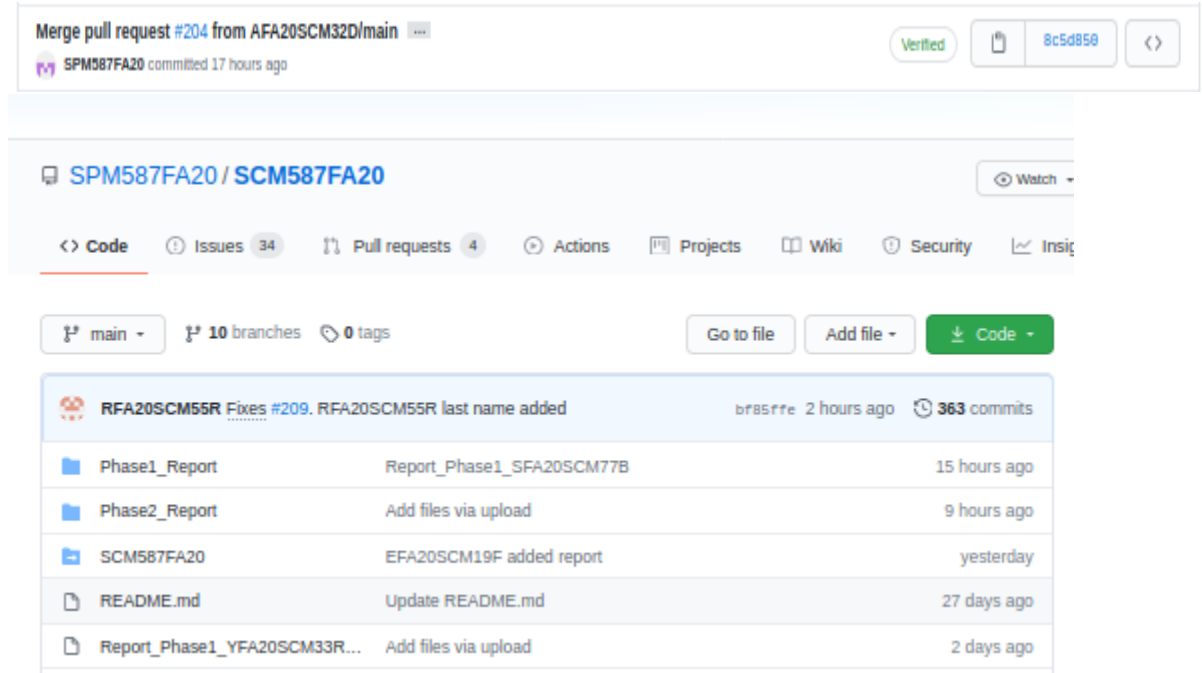 Merge pull request #204 from AFA20SCM32D/main ...
SPM587FA20 committed 17 hours ago
Verified
8c5d850
SPM587FA20 / SCM587FA20
Watch
Code Issues 34 Pull requests 4 Actions Projects Wiki Security Insig
main 10 branches 0 tags Go to file Add file Code
RFA20SCM55R Fixes #209. RFA20SCM55R last name added bf85ffe 2 hours ago 363 commits
Phase1_Report Report_Phase1_SFA20SCM77B 15 hours ago
Phase2_Report Add files via upload 9 hours ago
SCM587FA20 EFA20SCM19F added report yesterday
README.md Update README.md 27 days ago
Report_Phase1_YFA20SCM33R... Add files via upload 2 days ago